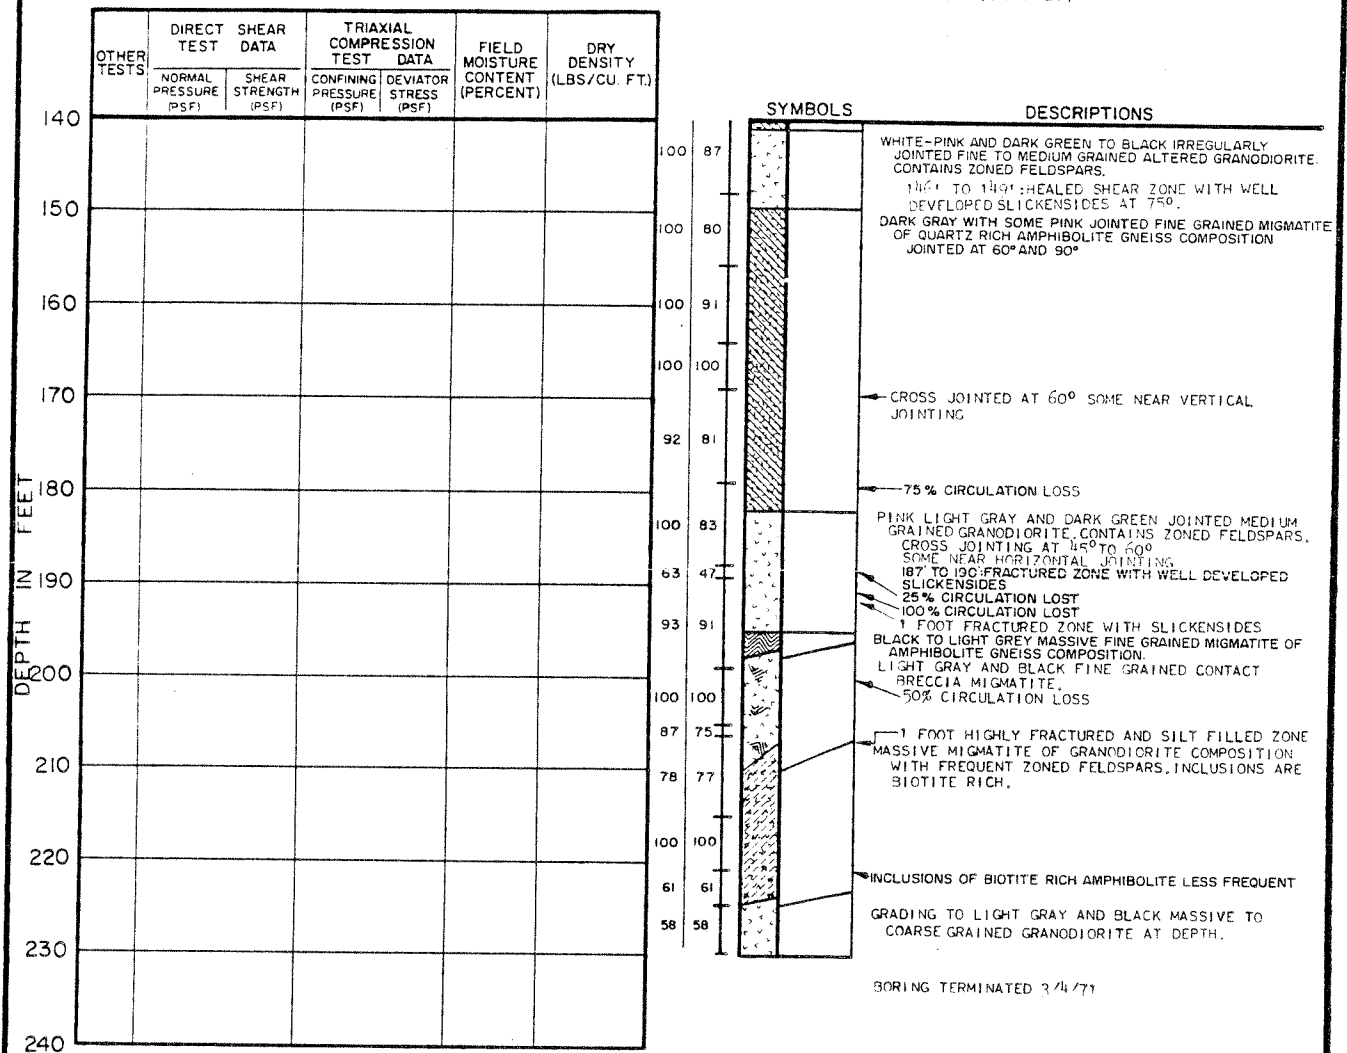 OTHER TESTS
DIRECT SHEAR TEST DATA
NORMAL PRESSURE (PSF)
SHEAR STRENGTH (PSF)
TRIAXIAL COMPRESSION TEST DATA
CONFINING PRESSURE (PSF)
DEVIATOR STRESS (PSF)
FIELD MOISTURE CONTENT (PERCENT)
DRY DENSITY (LBS/CU. FT.)
DEPTH IN FEET
140
150
160
170
180
190
200
210
220
230
240
100 87
100 80
100 91
100 100
92 81
100 83
63 47
93 91
100 100
87 75
78 77
100 100
61 61
58 58
SYMBOLS
DESCRIPTIONS
WHITE-PINK AND DARK GREEN TO BLACK IRREGULARLY
JOINTED FINE TO MEDIUM GRAINED ALTERED GRANODIORITE.
CONTAINS ZONED FELDSPARS.
146' TO 149':HEALED SHEAR ZONE WITH WELL
DEVELOPED SLICKENSIDES AT 75°.
DARK GRAY WITH SOME PINK JOINTED FINE GRAINED MIGMATITE
OF QUARTZ RICH AMPHIBOLITE GNEISS COMPOSITION
JOINTED AT 60° AND 90°
CROSS JOINTED AT 60° SOME NEAR VERTICAL
JOINTING
75% CIRCULATION LOSS
PINK LIGHT GRAY AND DARK GREEN JOINTED MEDIUM
GRAINED GRANODIORITE. CONTAINS ZONED FELDSPARS.
CROSS JOINTING AT 45° TO 60°
SOME NEAR HORIZONTAL JOINTING
187' TO 190':FRACTURED ZONE WITH WELL DEVELOPED
SLICKENSIDES
25% CIRCULATION LOST
100% CIRCULATION LOST
1 FOOT FRACTURED ZONE WITH SLICKENSIDES
BLACK TO LIGHT GREY MASSIVE FINE GRAINED MIGMATITE OF
AMPHIBOLITE GNEISS COMPOSITION.
LIGHT GRAY AND BLACK FINE GRAINED CONTACT
BRECCIA MIGMATITE.
50% CIRCULATION LOSS
1 FOOT HIGHLY FRACTURED AND SILT FILLED ZONE
MASSIVE MIGMATITE OF GRANODIORITE COMPOSITION
WITH FREQUENT ZONED FELDSPARS. INCLUSIONS ARE
BIOTITE RICH.
INCLUSIONS OF BIOTITE RICH AMPHIBOLITE LESS FREQUENT
GRADING TO LIGHT GRAY AND BLACK MASSIVE TO
COARSE GRAINED GRANODIORITE AT DEPTH.
BORING TERMINATED 3/4/71